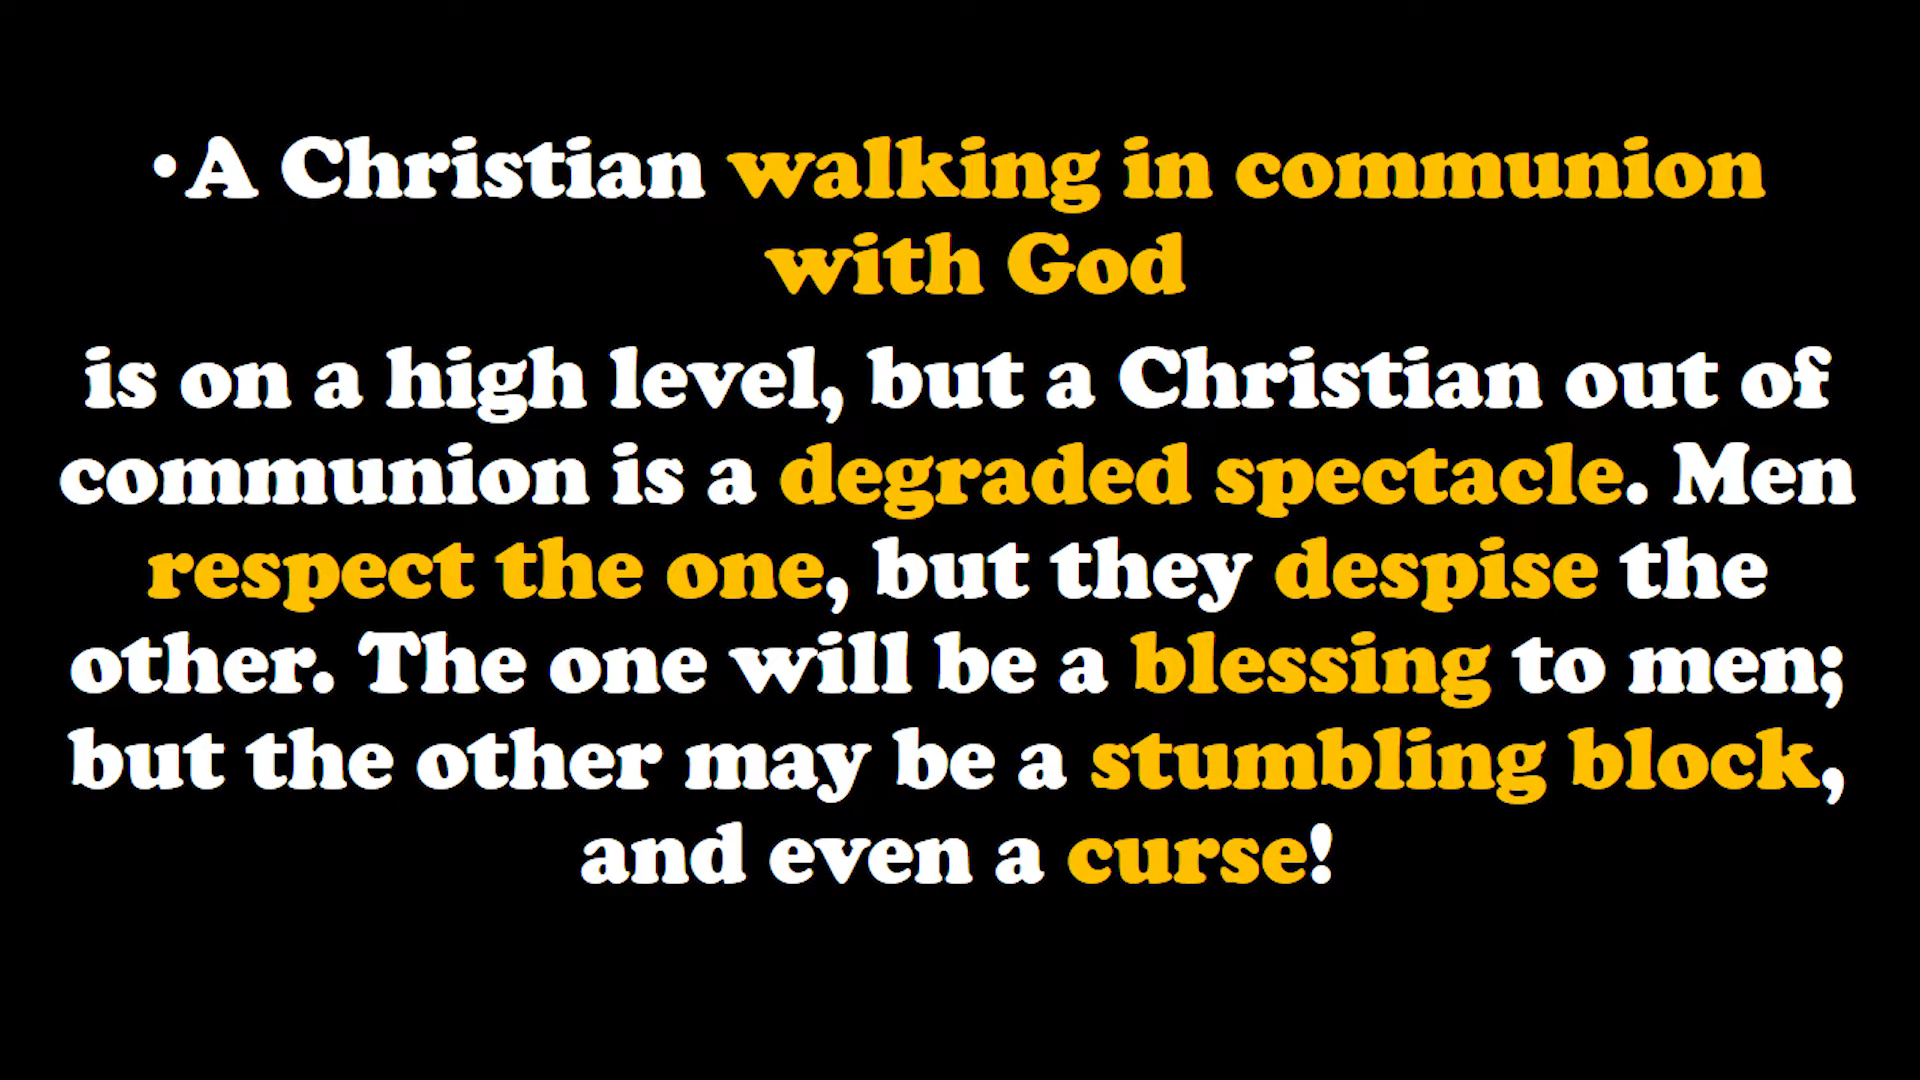 •A Christian walking in communion
with God
is on a high level, but a Christian out of
communion is a degraded spectacle. Men
respect the one, but they despise the
other. The one will be a blessing to men;
but the other may be a stumbling block,
and even a curse!